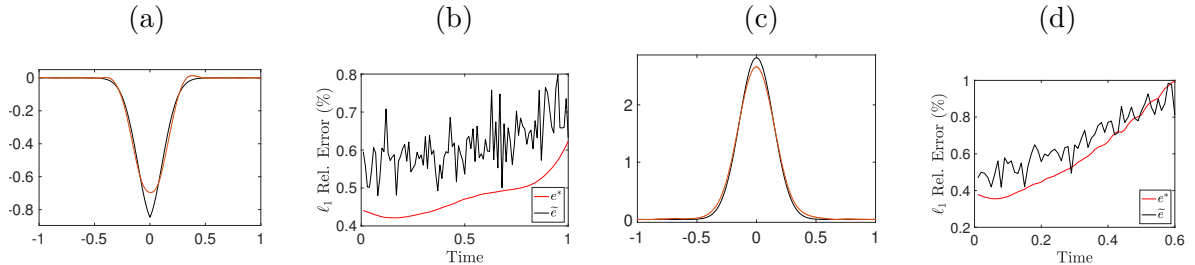 (a)
0
-0.2
-0.4
-0.6
-0.8
-1 -0.5 0 0.5 1
(b)
ℓ₁ Rel. Error (%)
0.8
0.7
0.6
0.5
0.4
0 0.5 1
Time
e*
ẽ
(c)
2
1
0
-0.5 0 0.5 1
(d)
ℓ₁ Rel. Error (%)
1
0.8
0.6
0.4
0.2
0 0.2 0.4 0.6
Time
e*
ẽ